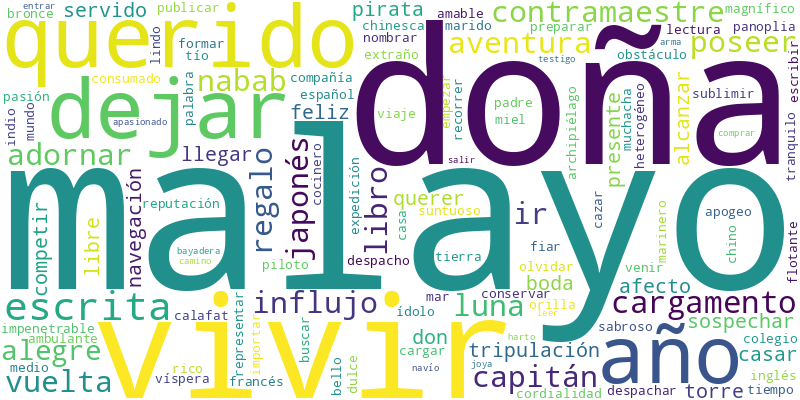 malayo
doña
vivir
querido
dejar
año
escrita
contramaestre
aventura
poseer
pirata
servido
nabab
adornar
llegar
regalo
japonés
libro
feliz
querer
ir
influjo
luna
cargamento
capitán
tripulación
torre
casar
sospechar
afecto
boda
don
alegre
vuelta
competir
libre
navegación
alcanzar
presente
bronce
entrar
publicar
lindo
formar
tío
consumado
pasión
indio
mundo
apasionado
palabra
compañía
español
chinesca
nombrar
extraño
amable
marido
preparar
magnífico
panoplia
lectura
arma
obstáculo
testigo
escribir
sublimir
tranquilo
heterogéneo
muchacha
comprar
archipiélago
viaje
padre
miel
empezar
recorrer
salir
cocinero
expedición
casa
suntuoso
cazar
apogeo
marinero
chino
flotante
reputación
bayadera
camino
piloto
despacho
tierra
fiar
olvidar
venir
mar
conservar
orilla
leer
ídolo
calafat
representar
importar
buscar
cargar
navío
joya
harto
bello
dulce
impenetrable
ambulante
medio
rico
víspera
francés
sabroso
colegio
inglés
cordialidad
despachar
tiempo